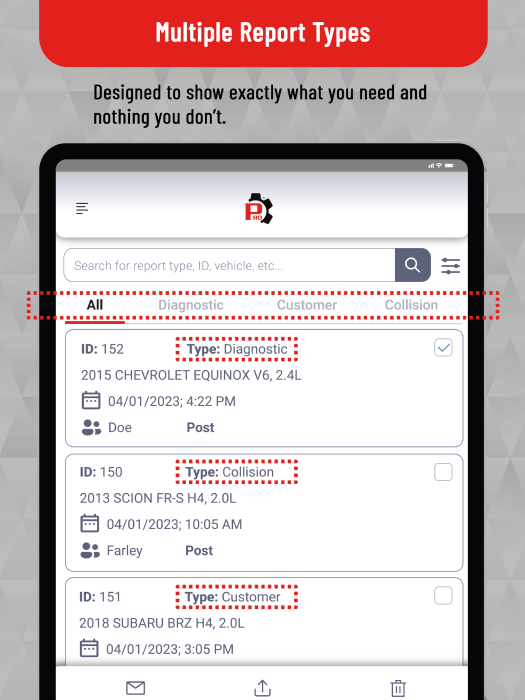 Multiple Report Types
Designed to show exactly what you need and
nothing you don't.
P
RO
Search for report type, ID, vehicle, etc...
All Diagnostic Customer Collision
ID: 152 Type: Diagnostic
2015 CHEVROLET EQUINOX V6, 2.4L
04/01/2023; 4:22 PM
Doe Post
ID: 150 Type: Collision
2013 SCION FR-S H4, 2.0L
04/01/2023; 10:05 AM
Farley Post
ID: 151 Type: Customer
2018 SUBARU BRZ H4, 2.0L
04/01/2023; 3:05 PM